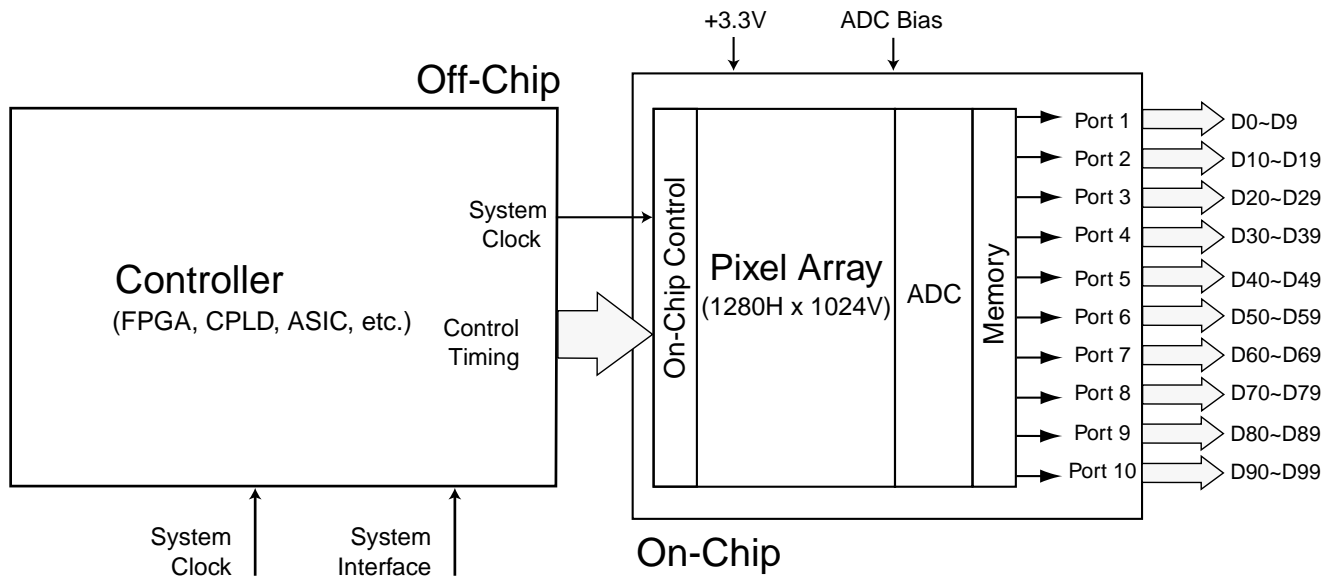 +3.3V
ADC Bias
Off-Chip
System
Clock
Controller
(FPGA, CPLD, ASIC, etc.)
Control
Timing
System
Clock
System
Interface
On-Chip Control
Pixel Array
(1280H x 1024V)
ADC
Memory
Port 1
D0~D9
Port 2
D10~D19
Port 3
D20~D29
Port 4
D30~D39
Port 5
D40~D49
Port 6
D50~D59
Port 7
D60~D69
Port 8
D70~D79
Port 9
D80~D89
Port 10
D90~D99
On-Chip